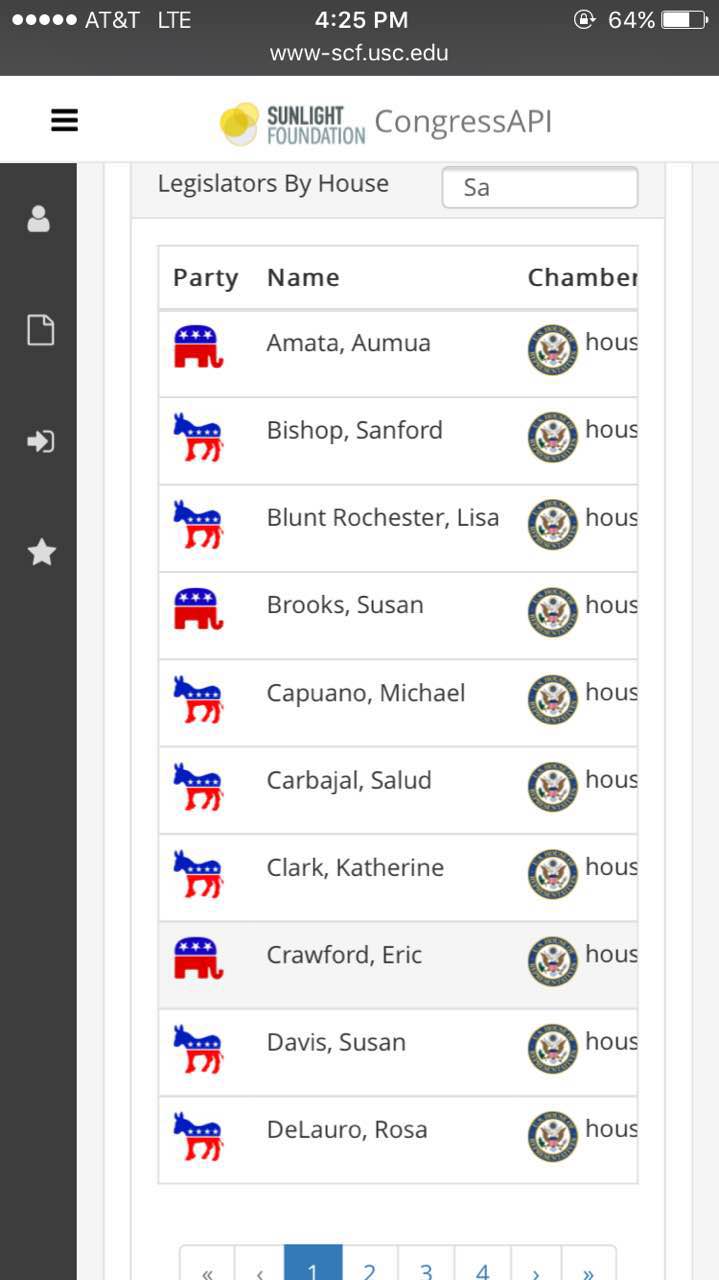 AT&T LTE 4:25 PM 64%
www-scf.usc.edu
SUNLIGHT FOUNDATION CongressAPI
Legislators By House Sa
Party Name Chamber
Amata, Aumua hous
Bishop, Sanford hous
Blunt Rochester, Lisa hous
Brooks, Susan hous
Capuano, Michael hous
Carbajal, Salud hous
Clark, Katherine hous
Crawford, Eric hous
Davis, Susan hous
DeLauro, Rosa hous
« ‹ 1 2 3 4 › »